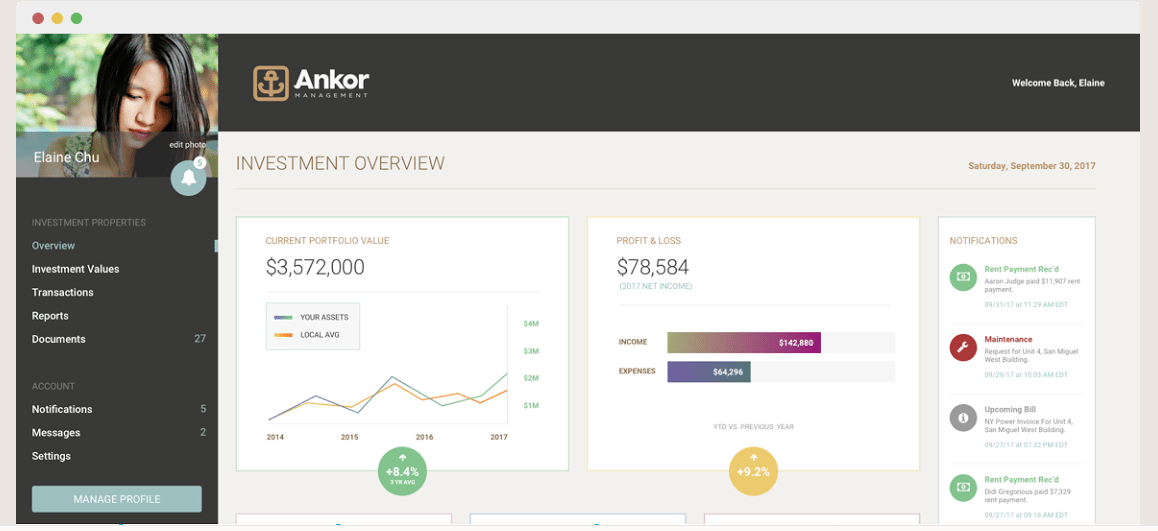 Ankor
MANAGEMENT
Welcome Back, Elaine
edit photo
Elaine Chu
5
INVESTMENT PROPERTIES
Overview
Investment Values
Transactions
Reports
Documents 27
ACCOUNT
Notifications 5
Messages 2
Settings
MANAGE PROFILE
INVESTMENT OVERVIEW
Saturday, September 30, 2017
CURRENT PORTFOLIO VALUE
$3,572,000
YOUR ASSETS
LOCAL AVG
$4M
$3M
$2M
$1M
2014 2015 2016 2017
+8.4%
3 YR AVG
PROFIT & LOSS
$78,584
(2017 NET INCOME)
INCOME $142,880
EXPENSES $64,296
YTD VS. PREVIOUS YEAR
+9.2%
NOTIFICATIONS
Rent Payment Rec'd
Aaron Judge paid $11,907 rent
payment.
09/31/17 at 11:29 AM EDT
Maintenance
Request for Unit 4, San Miguel
West Building.
09/29/17 at 10:03 AM EDT
Upcoming Bill
NY Power Invoice For Unit 4,
San Miguel West Building.
09/27/17 at 07:32 PM EDT
Rent Payment Rec'd
Didi Gregorious paid $7,329
rent payment.
09/27/17 at 09:18 AM EDT